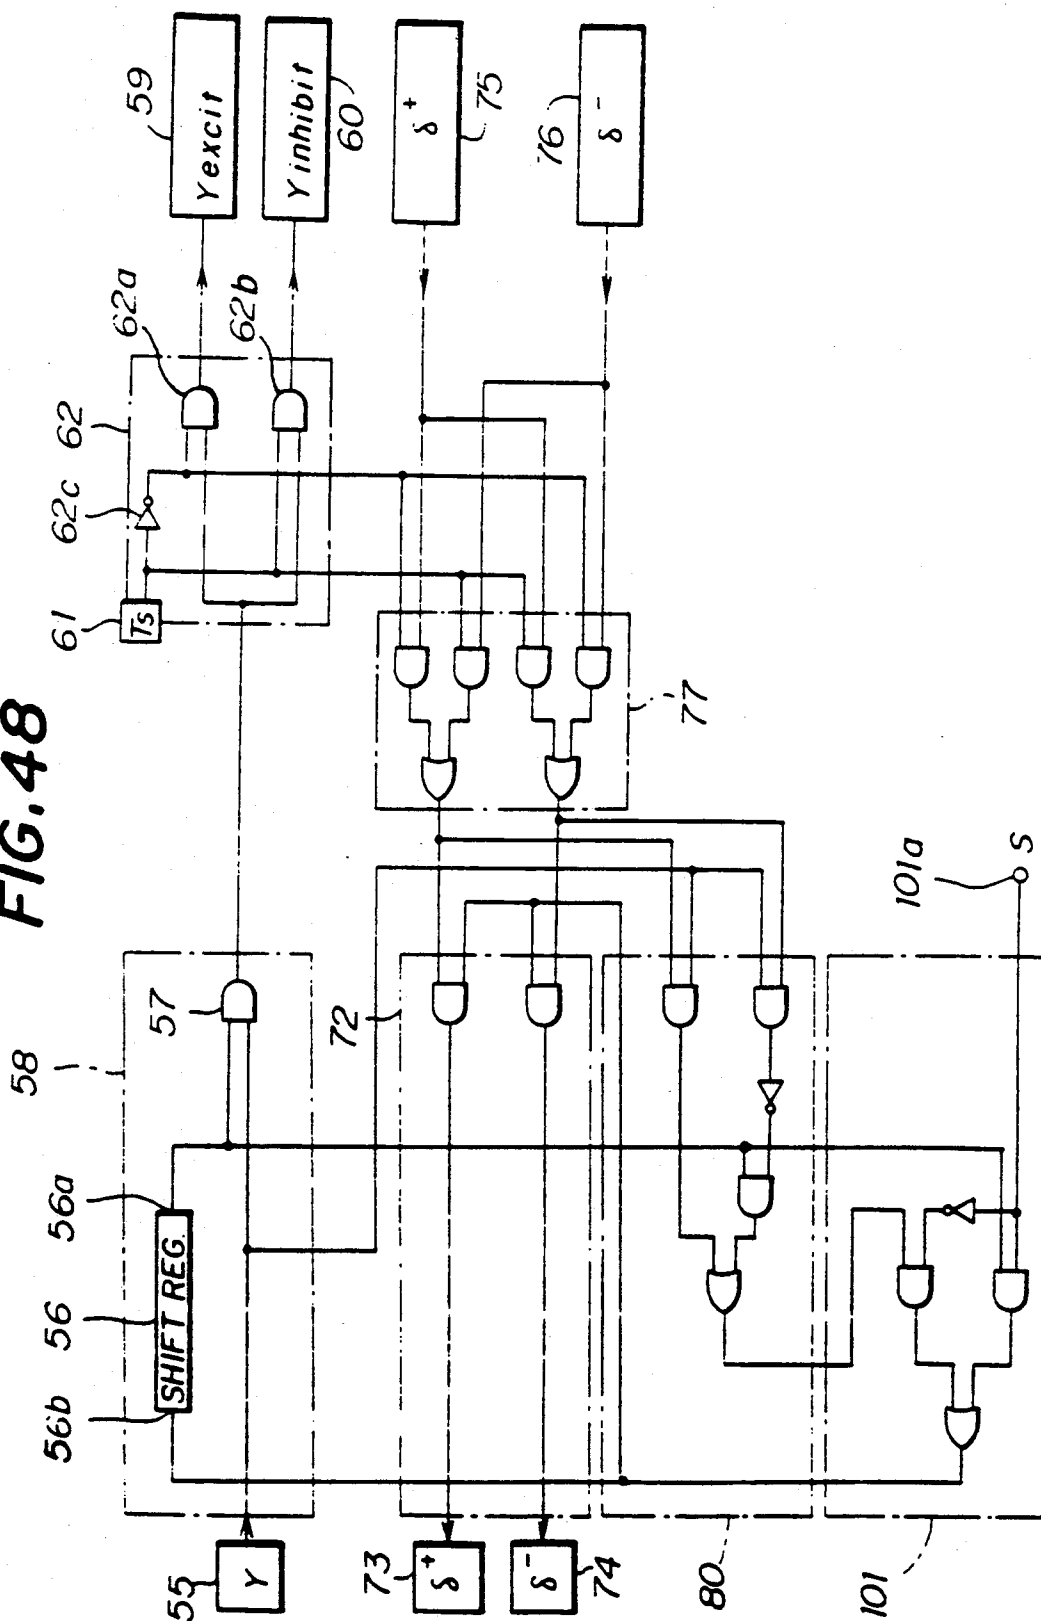 FIG. 48
58
56b
56
56a
57
SHIFT REG.
55
Y
61
Ts
62
62c
62a
62b
59
Yexcit
Yinhibit
60
72
73
δ+
δ-
74
77
δ+
75
76
δ-
80
101
101a
S